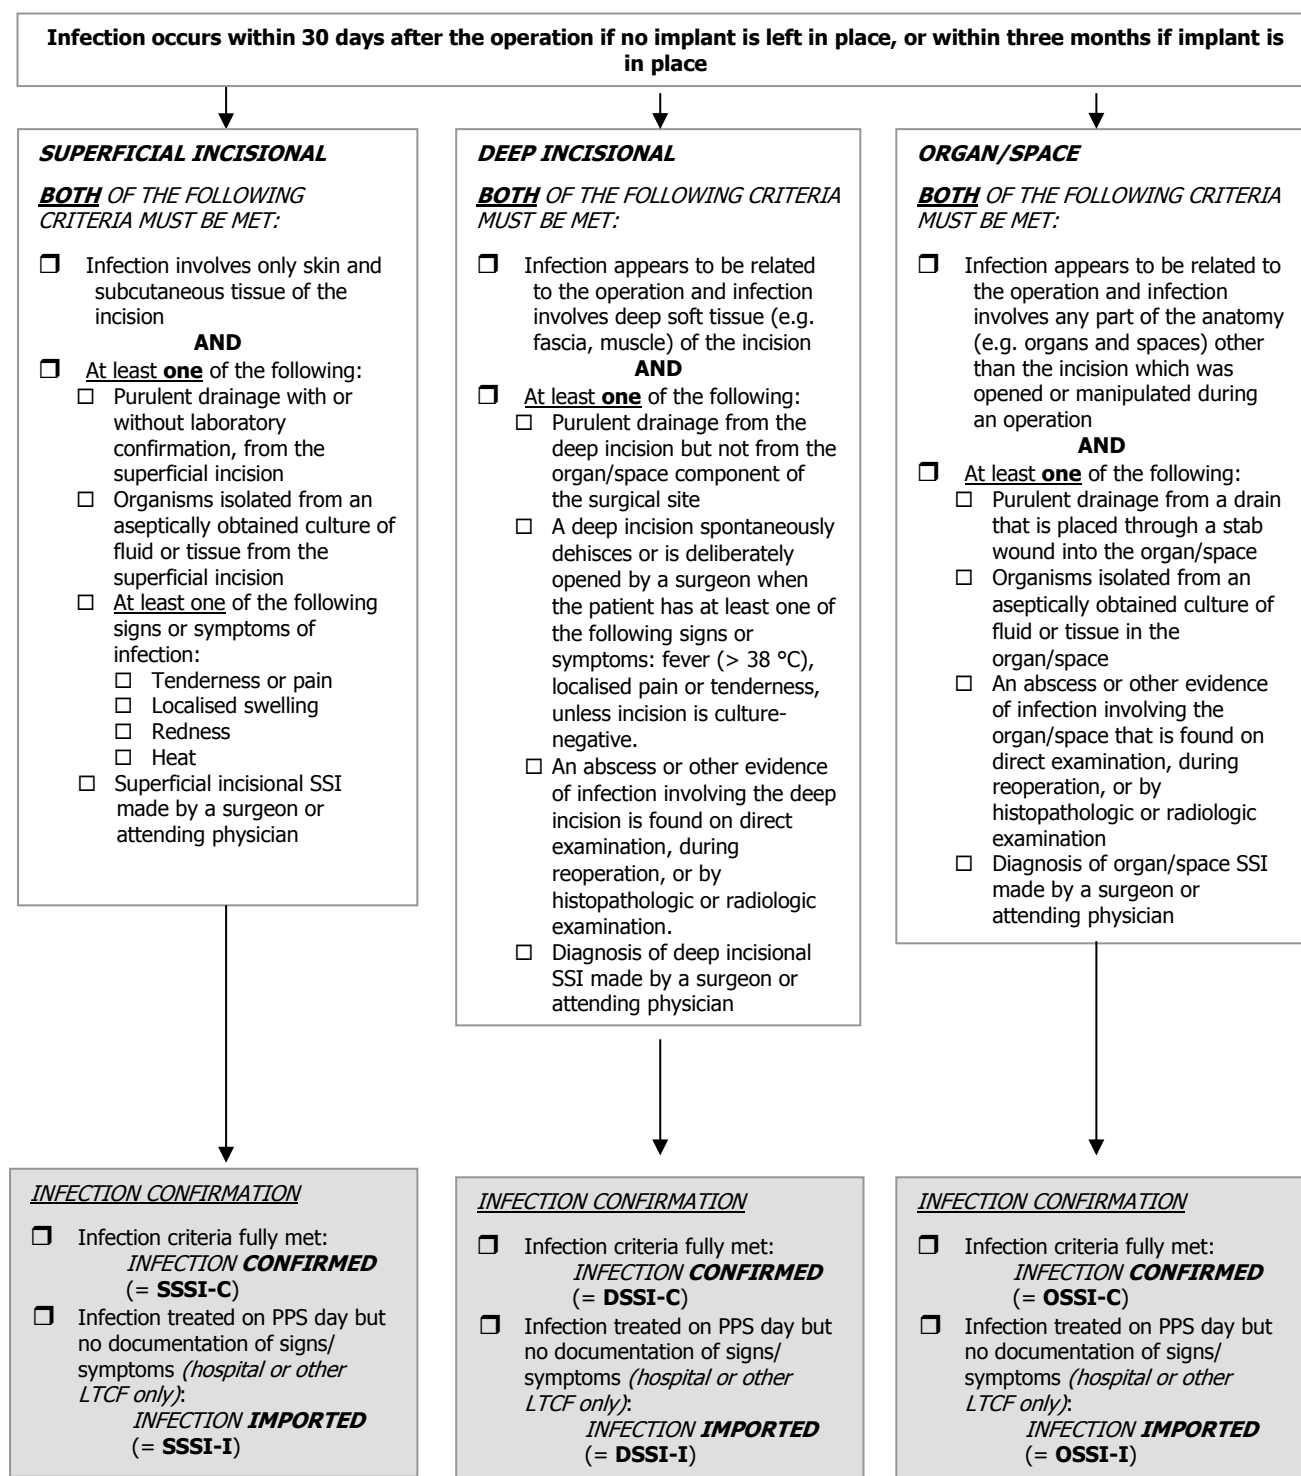 Infection occurs within 30 days after the operation if no implant is left in place, or within three months if implant is
in place
SUPERFICIAL INCISIONAL
BOTH OF THE FOLLOWING
CRITERIA MUST BE MET:
Infection involves only skin and
subcutaneous tissue of the
incision
AND
At least one of the following:
Purulent drainage with or
without laboratory
confirmation, from the
superficial incision
Organisms isolated from an
aseptically obtained culture of
fluid or tissue from the
superficial incision
At least one of the following
signs or symptoms of
infection:
Tenderness or pain
Localised swelling
Redness
Heat
Superficial incisional SSI
made by a surgeon or
attending physician
DEEP INCISIONAL
BOTH OF THE FOLLOWING CRITERIA
MUST BE MET:
Infection appears to be related
to the operation and infection
involves deep soft tissue (e.g.
fascia, muscle) of the incision
AND
At least one of the following:
Purulent drainage from the
deep incision but not from the
organ/space component of
the surgical site
A deep incision spontaneously
dehisces or is deliberately
opened by a surgeon when
the patient has at least one of
the following signs or
symptoms: fever (> 38 °C),
localised pain or tenderness,
unless incision is culture-
negative.
An abscess or other evidence
of infection involving the deep
incision is found on direct
examination, during
reoperation, or by
histopathologic or radiologic
examination.
Diagnosis of deep incisional
SSI made by a surgeon or
attending physician
ORGAN/SPACE
BOTH OF THE FOLLOWING CRITERIA
MUST BE MET:
Infection appears to be related to
the operation and infection
involves any part of the anatomy
(e.g. organs and spaces) other
than the incision which was
opened or manipulated during
an operation
AND
At least one of the following:
Purulent drainage from a drain
that is placed through a stab
wound into the organ/space
Organisms isolated from an
aseptically obtained culture of
fluid or tissue in the
organ/space
An abscess or other evidence
of infection involving the
organ/space that is found on
direct examination, during
reoperation, or by
histopathologic or radiologic
examination
Diagnosis of organ/space SSI
made by a surgeon or
attending physician
INFECTION CONFIRMATION
Infection criteria fully met:
INFECTION CONFIRMED
(= SSSI-C)
Infection treated on PPS day but
no documentation of signs/
symptoms (hospital or other
LTCF only):
INFECTION IMPORTED
(= SSSI-I)
INFECTION CONFIRMATION
Infection criteria fully met:
INFECTION CONFIRMED
(= DSSI-C)
Infection treated on PPS day but
no documentation of signs/
symptoms (hospital or other
LTCF only):
INFECTION IMPORTED
(= DSSI-I)
INFECTION CONFIRMATION
Infection criteria fully met:
INFECTION CONFIRMED
(= OSSI-C)
Infection treated on PPS day but
no documentation of signs/
symptoms (hospital or other
LTCF only):
INFECTION IMPORTED
(= OSSI-I)